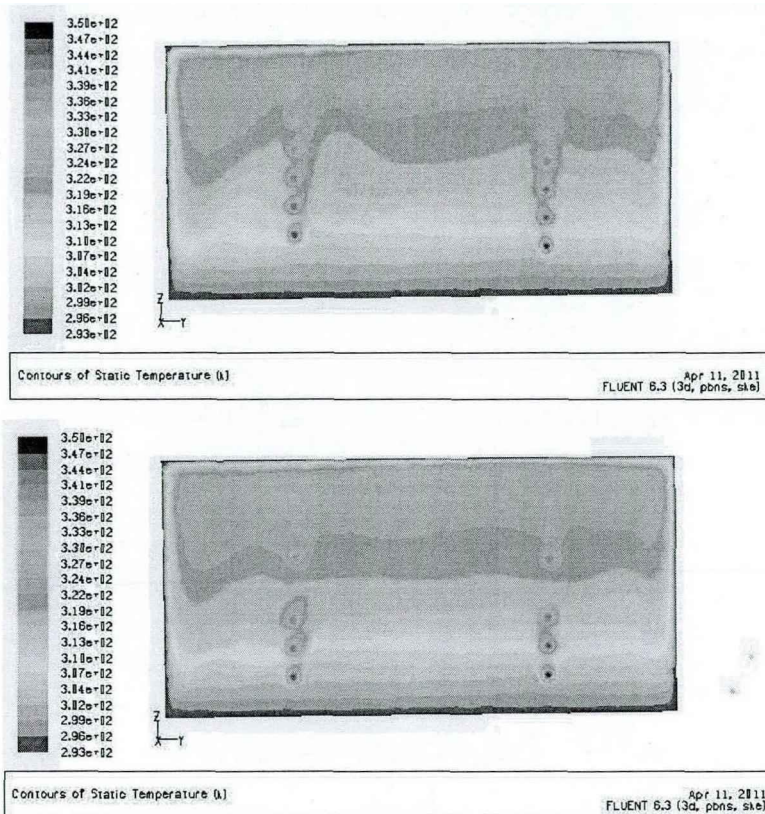 3.50e+02
3.47e+02
3.44e+02
3.41e+02
3.39e+02
3.36e+02
3.33e+02
3.30e+02
3.27e+02
3.24e+02
3.22e+02
3.19e+02
3.16e+02
3.13e+02
3.10e+02
3.07e+02
3.04e+02
3.02e+02
2.99e+02
2.96e+02
2.93e+02
Z
X Y
Contours of Static Temperature (k)
Apr 11, 2011
FLUENT 6.3 (3d, pbns, ske)
3.50e+02
3.47e+02
3.44e+02
3.41e+02
3.39e+02
3.36e+02
3.33e+02
3.30e+02
3.27e+02
3.24e+02
3.22e+02
3.19e+02
3.16e+02
3.13e+02
3.10e+02
3.07e+02
3.04e+02
3.02e+02
2.99e+02
2.96e+02
2.93e+02
Z
X Y
Contours of Static Temperature (k)
Apr 11, 2011
FLUENT 6.3 (3d, pbns, ske)